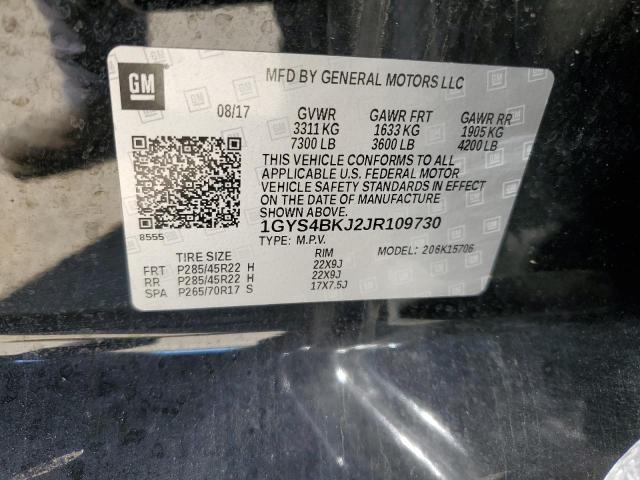 GM
MFD BY GENERAL MOTORS LLC
08/17 GVWR GAWR FRT GAWR RR
3311 KG 1633 KG 1905 KG
7300 LB 3600 LB 4200 LB
THIS VEHICLE CONFORMS TO ALL
APPLICABLE U.S. FEDERAL MOTOR
VEHICLE SAFETY STANDARDS IN EFFECT
ON THE DATE OF MANUFACTURE
SHOWN ABOVE.
8555 1GYS4BKJ2JR109730
TYPE: M.P.V. MODEL: 206K15706
TIRE SIZE RIM
FRT P285/45R22 H 22X9J
RR P285/45R22 H 22X9J
SPA P265/70R17 S 17X7.5J